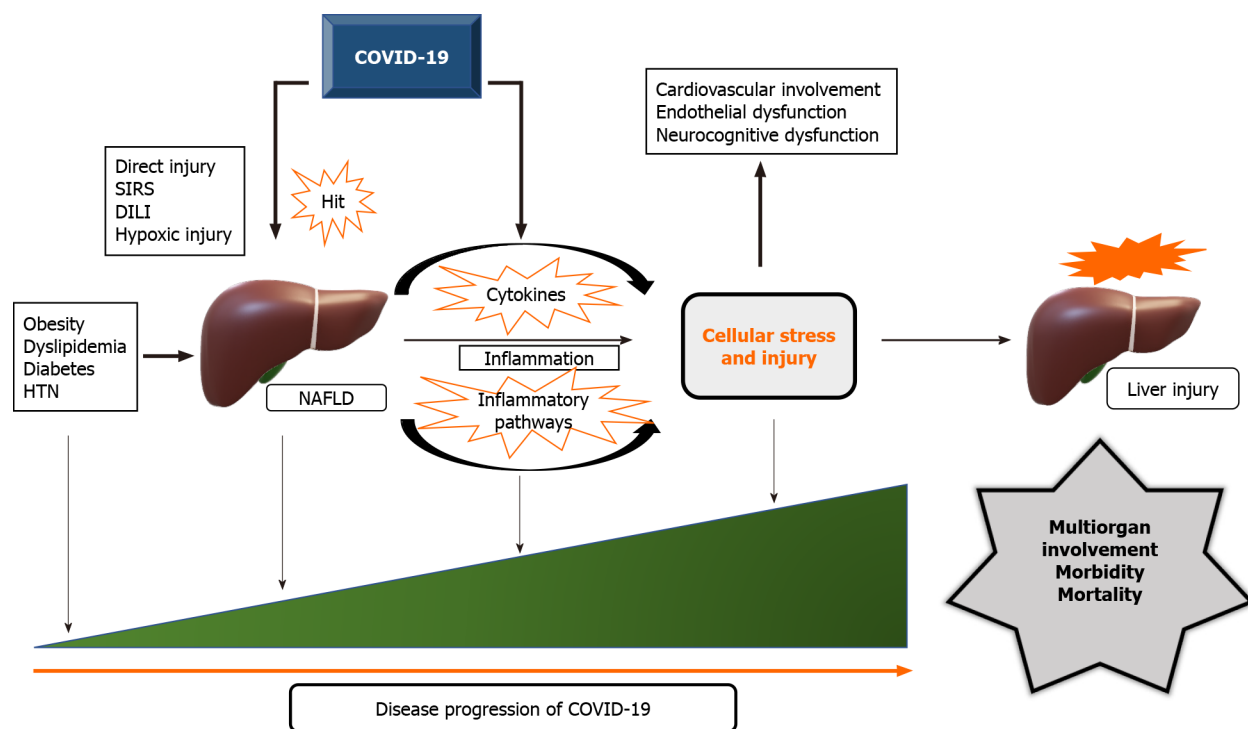 COVID-19
Cardiovascular involvement
Endothelial dysfunction
Neurocognitive dysfunction
Direct injury
SIRS
DILI
Hypoxic injury
Hit
Obesity
Dyslipidemia
Diabetes
HTN
NAFLD
Cytokines
Inflammation
Inflammatory
pathways
Cellular stress
and injury
Liver injury
Multiorgan
involvement
Morbidity
Mortality
Disease progression of COVID-19